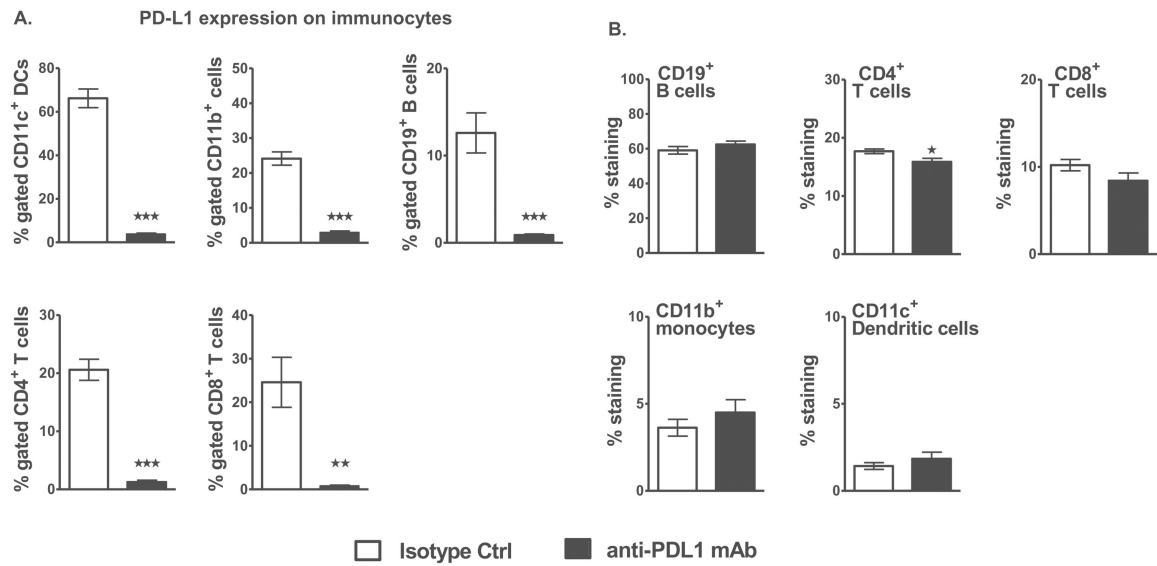 A.
PD-L1 expression on immunocytes
% gated CD11c⁺ DCs
80
60
40
20
0
★★★
% gated CD11b⁺ cells
50
40
30
20
10
0
★★★
% gated CD19⁺ B cells
20
10
0
★★★
% gated CD4⁺ T cells
30
20
10
0
★★★
% gated CD8⁺ T cells
40
30
20
10
0
★★
B.
CD19⁺
B cells
% staining
100
80
60
40
20
0
CD4⁺
T cells
% staining
30
20
10
0
★
CD8⁺
T cells
% staining
20
10
0
CD11b⁺
monocytes
% staining
10
5
0
CD11c⁺
Dendritic cells
% staining
10
5
0
Isotype Ctrl
anti-PDL1 mAb